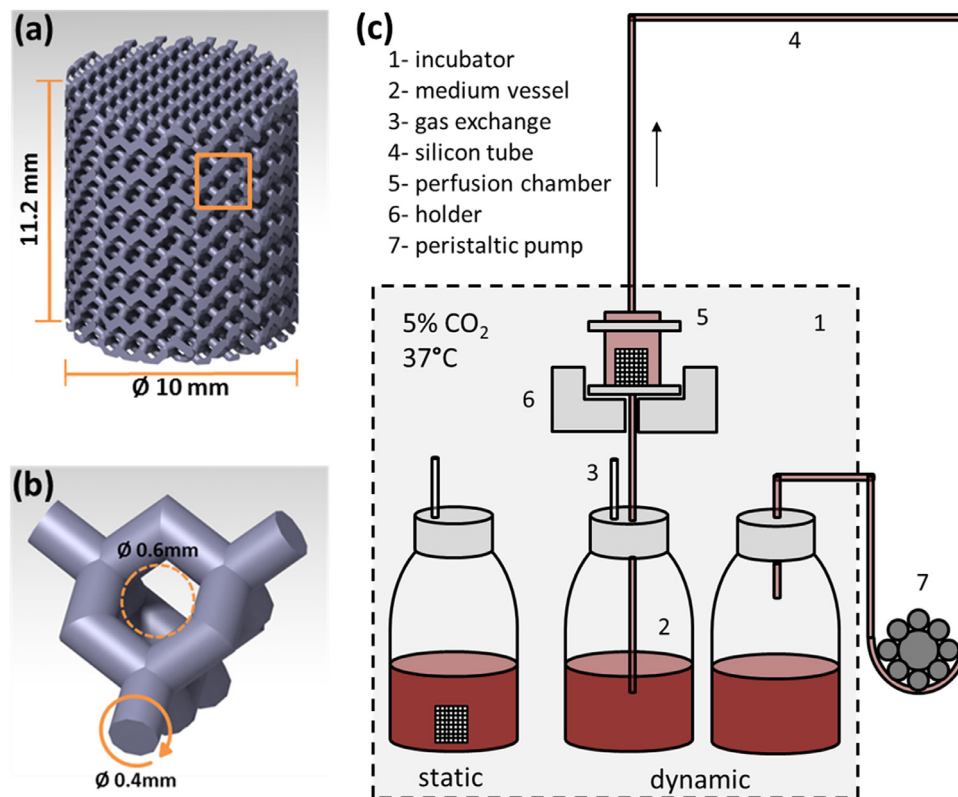 (a)
11.2 mm
Ø 10 mm
(b)
Ø 0.6mm
Ø 0.4mm
(c)
1- incubator
2- medium vessel
3- gas exchange
4- silicon tube
5- perfusion chamber
6- holder
7- peristaltic pump
4
5% CO₂
37°C
5
1
6
3
2
7
static
dynamic